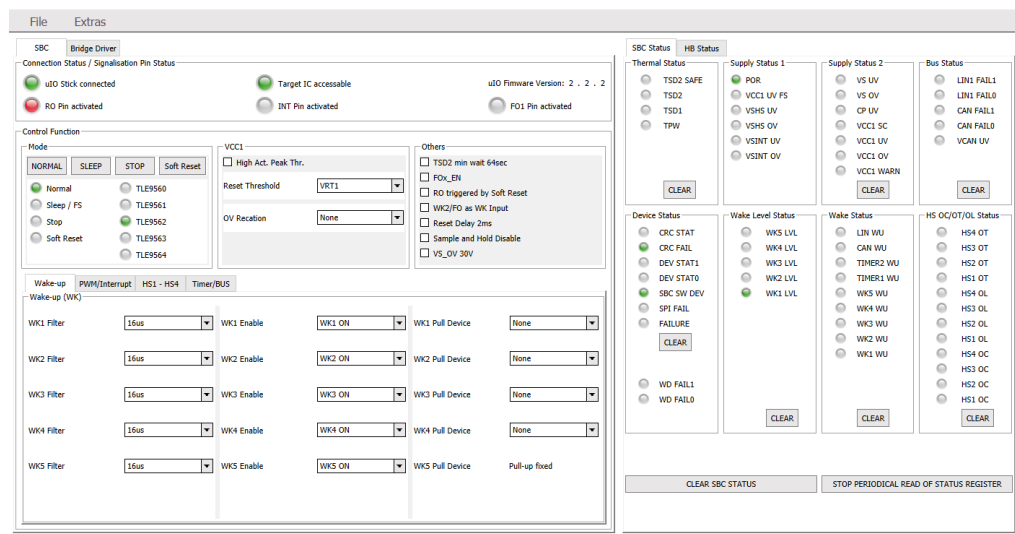 File Extras
SBC Bridge Driver
Connection Status / Signalisation Pin Status
uIO Stick connected Target IC accessable uIO Fimware Version: 2 . 2 . 2
RO Pin activated INT Pin activated FO1 Pin activated
Control Function
Mode
NORMAL SLEEP STOP Soft Reset
Normal TLE9560
Sleep / FS TLE9561
Stop TLE9562
Soft Reset TLE9563
TLE9564
VCC1
High Act. Peak Thr.
Reset Threshold VRT1
OV Recation None
Others
TSD2 min wait 64sec
FOx_EN
RO triggered by Soft Reset
WK2/FO as WK Input
Reset Delay 2ms
Sample and Hold Disable
VS_OV 30V
Wake-up PWM/Interrupt HS1 - HS4 Timer/BUS
Wake-up (WK)
WK1 Filter 16us WK1 Enable WK1 ON WK1 Pull Device None
WK2 Filter 16us WK2 Enable WK2 ON WK2 Pull Device None
WK3 Filter 16us WK3 Enable WK3 ON WK3 Pull Device None
WK4 Filter 16us WK4 Enable WK4 ON WK4 Pull Device None
WK5 Filter 16us WK5 Enable WK5 ON WK5 Pull Device Pull-up fixed
SBC Status HB Status
Thermal Status
TSD2 SAFE
TSD2
TSD1
TPW
CLEAR
Supply Status 1
POR
VCC1 UV FS
VSHS UV
VSHS OV
VSINT UV
VSINT OV
Supply Status 2
VS UV
VS OV
CP UV
VCC1 SC
VCC1 UV
VCC1 OV
VCC1 WARN
CLEAR
Bus Status
LIN1 FAIL1
LIN1 FAIL0
CAN FAIL1
CAN FAIL0
VCAN UV
CLEAR
Device Status
CRC STAT
CRC FAIL
DEV STAT1
DEV STAT0
SBC SW DEV
SPI FAIL
FAILURE
CLEAR
WD FAIL1
WD FAIL0
Wake Level Status
WK5 LVL
WK4 LVL
WK3 LVL
WK2 LVL
WK1 LVL
CLEAR
Wake Status
LIN WU
CAN WU
TIMER2 WU
TIMER1 WU
WK5 WU
WK4 WU
WK3 WU
WK2 WU
WK1 WU
CLEAR
HS OC/OT/OL Status
HS4 OT
HS3 OT
HS2 OT
HS1 OT
HS4 OL
HS3 OL
HS2 OL
HS1 OL
HS4 OC
HS3 OC
HS2 OC
HS1 OC
CLEAR
CLEAR SBC STATUS STOP PERIODICAL READ OF STATUS REGISTER